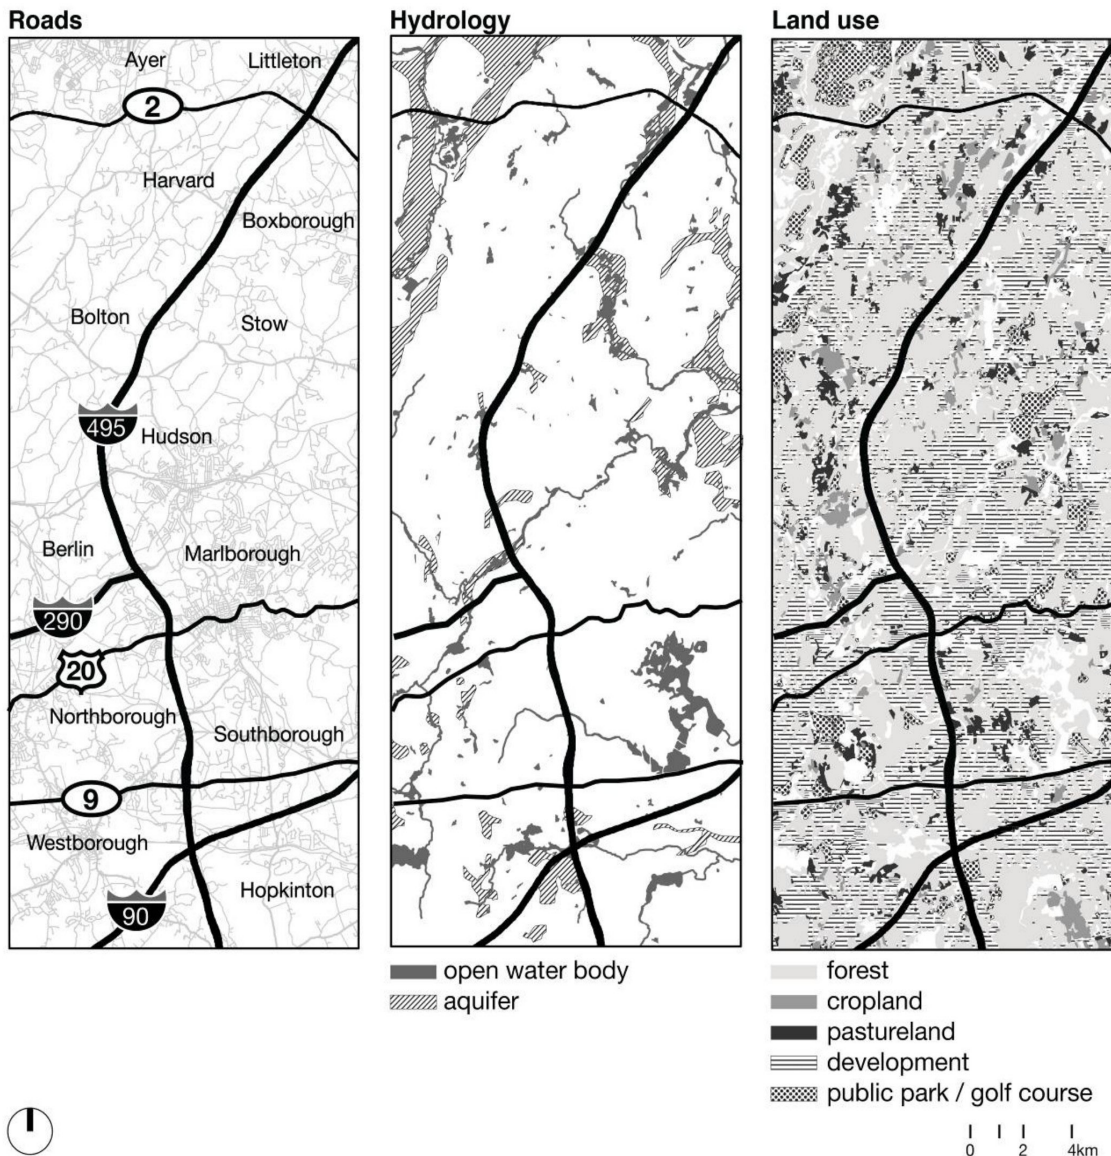 Roads
Ayer
Littleton
2
Harvard
Boxborough
Bolton
Stow
495
Hudson
Berlin
Marlborough
290
20
Northborough
Southborough
9
Westborough
Hopkinton
90
Hydrology
open water body
aquifer
Land use
forest
cropland
pastureland
development
public park / golf course
0 2 4km